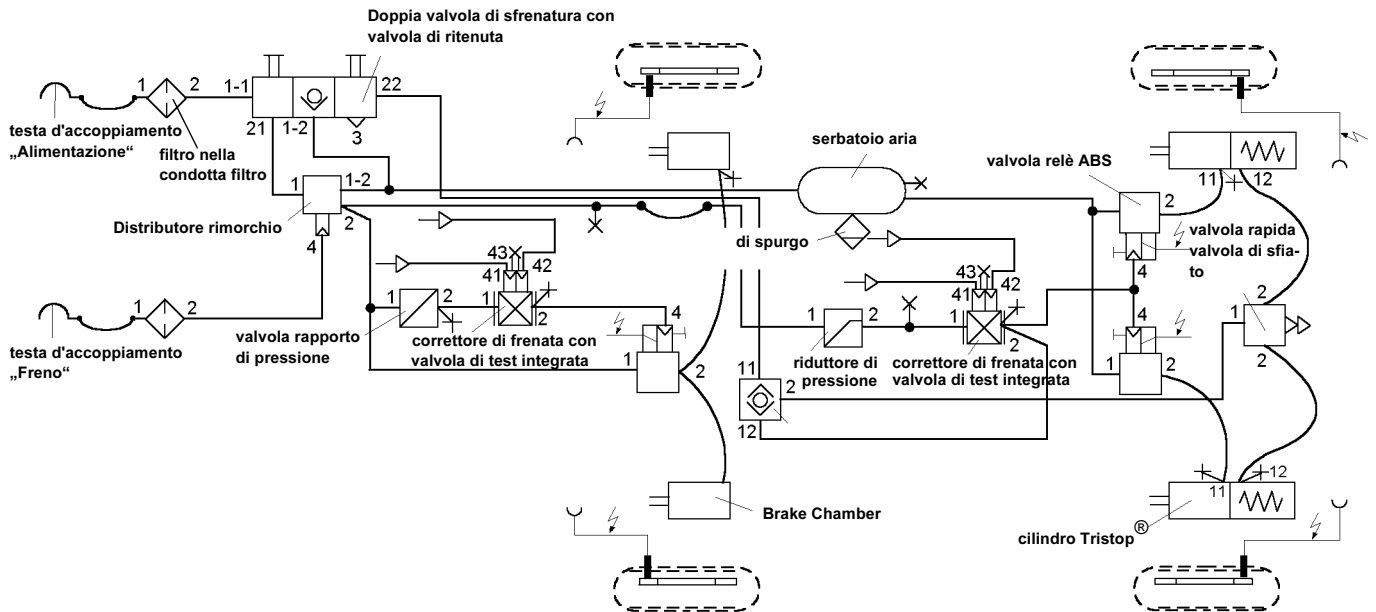 Doppia valvola di sfrenatura con
valvola di ritenuta
1
2
1-1
22
21
1-2
3
testa d'accoppiamento
„Alimentazione“
filtro nella
condotta filtro
serbatoio aria
valvola relè ABS
11
12
1
1-2
2
4
Distributore rimorchio
2
1
4
valvola rapida
valvola di sfia-
to
di spurgo
43
41
42
43
41
42
1
2
1
2
4
1
2
1
2
4
2
1
2
1
2
testa d'accoppiamento
„Freno“
valvola rapporto
di pressione
correttore di frenata con
valvola di test integrata
1
2
riduttore di
pressione
correttore di frenata con
valvola di test integrata
11
2
12
1
2
1
2
11
12
Brake Chamber
cilindro Tristop®